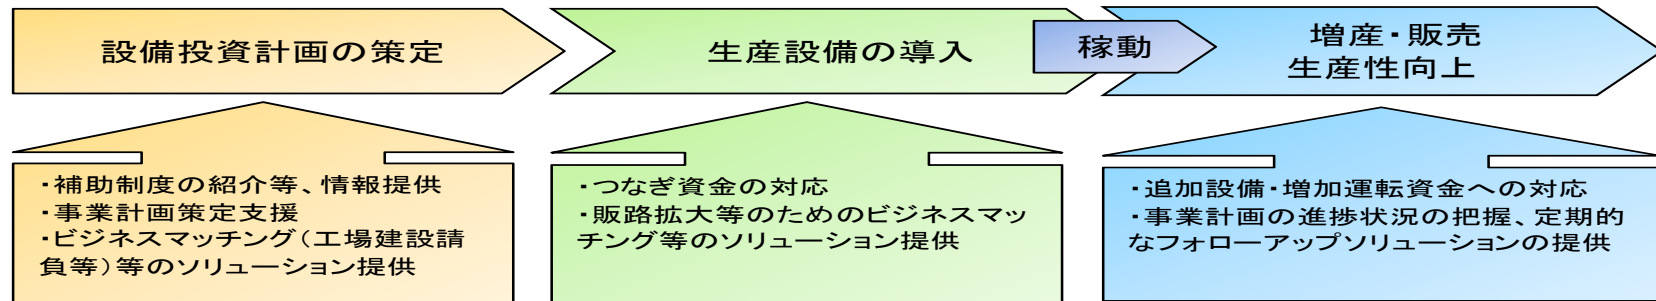 設備投資計画の策定
生産設備の導入
稼動
増産・販売
生産性向上
・補助制度の紹介等、情報提供
・事業計画策定支援
・ビジネスマッチング(工場建設請
負等)等のソリューション提供
・つなぎ資金の対応
・販路拡大等のためのビジネスマッ
チング等のソリューション提供
・追加設備・増加運転資金への対応
・事業計画の進捗状況の把握、定期的
なフォローアップソリューションの提供